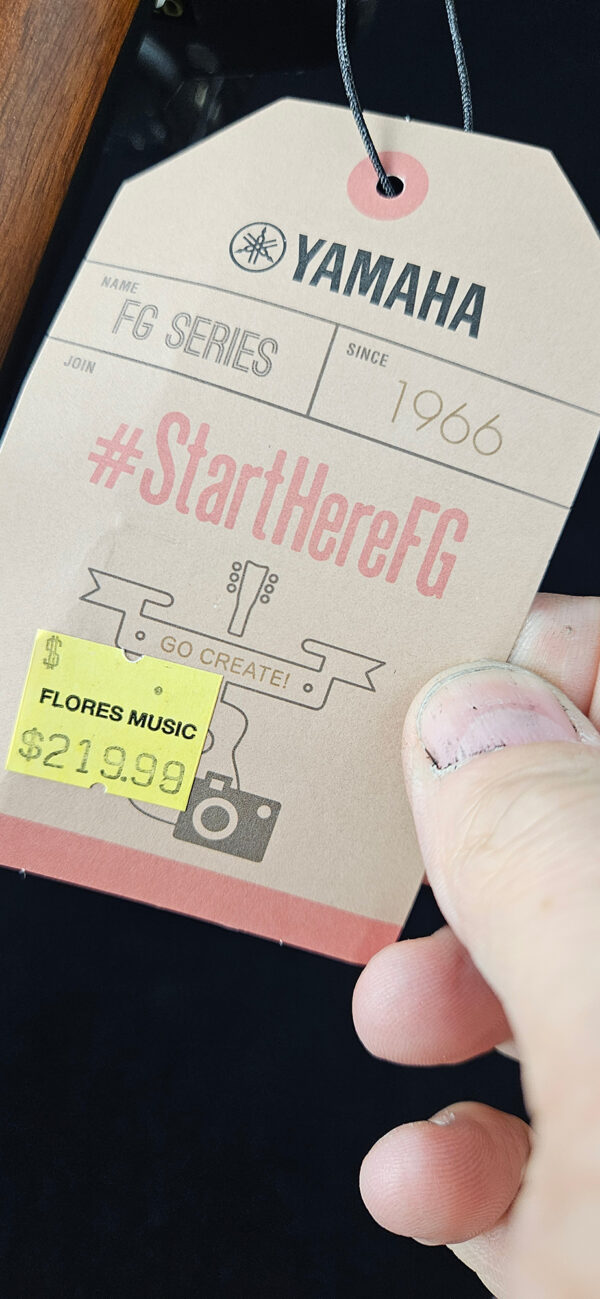 YAMAHA
NAME
FG SERIES
SINCE
1966
JOIN
#StartHereFG
GO CREATE!
$
FLORES MUSIC
$219.99